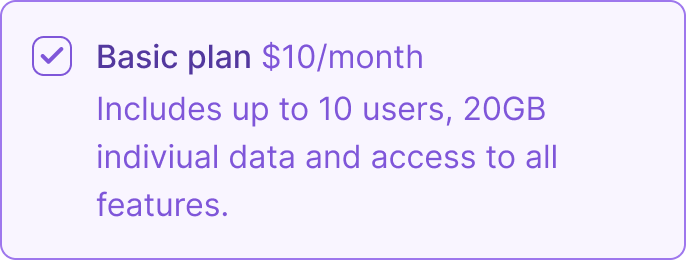 Basic plan $10/month
Includes up to 10 users, 20GB
indiviual data and access to all
features.